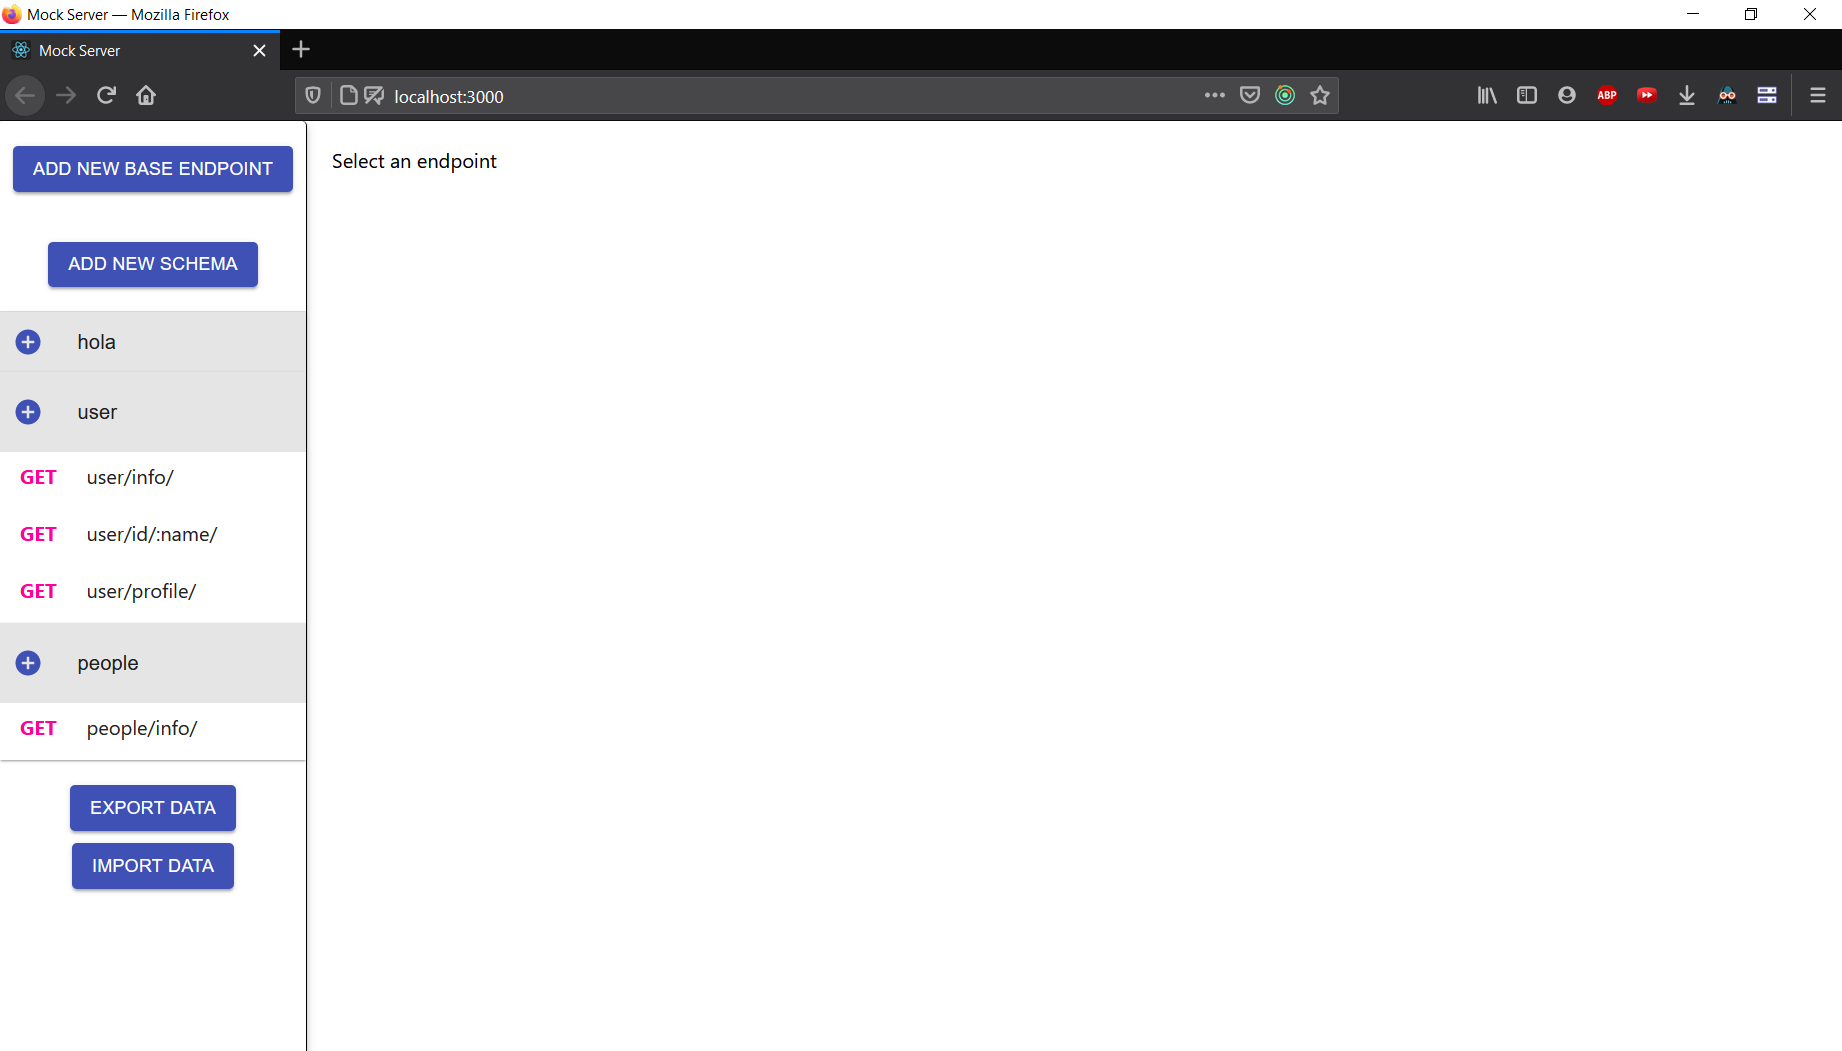 Mock Server — Mozilla Firefox
Mock Server
localhost:3000
ABP
ADD NEW BASE ENDPOINT
Select an endpoint
ADD NEW SCHEMA
hola
user
GET user/info/
GET user/id/:name/
GET user/profile/
people
GET people/info/
EXPORT DATA
IMPORT DATA